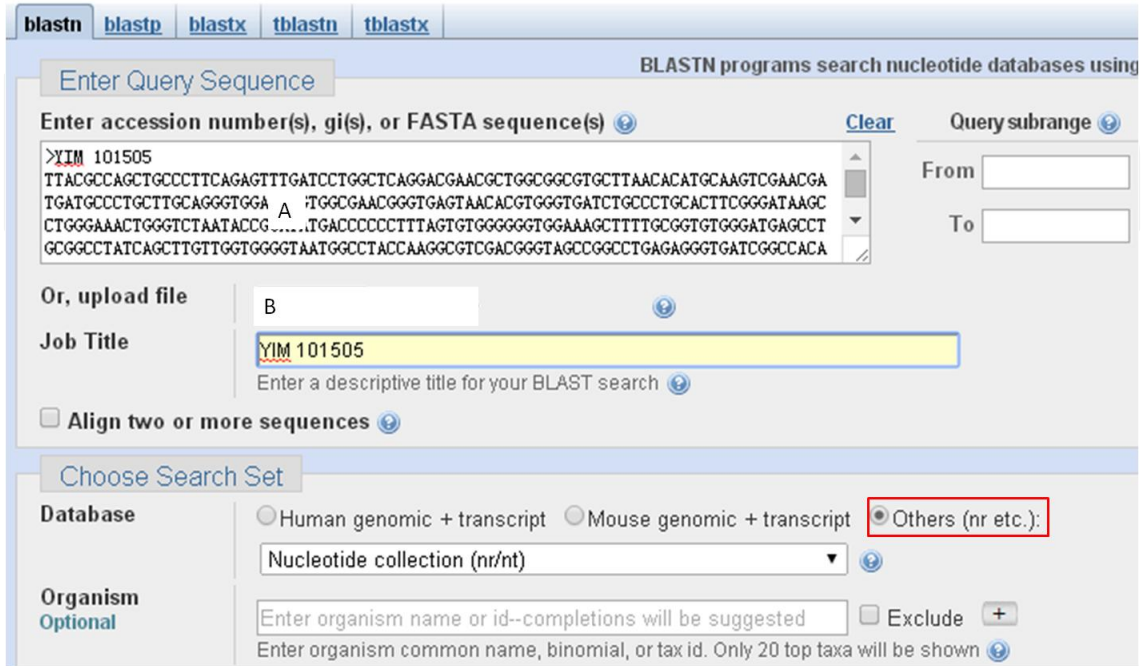 blastn blastp blastx tblastn tblastx
BLASTN programs search nucleotide databases using
Enter Query Sequence
Enter accession number(s), gi(s), or FASTA sequence(s) Clear Query subrange
>YIM 101505
TTACGCCAGCTGCCCTTCAGAGTTTGATCCTGGCTCAGGACGAACGCTGGCGGCGTGCTTAACACATGCAAGTCGAACGA
TGATGCCCTGCTTGCAGGGTGGA GTGGCGAACGGGTGAGTAACACGTGGGTGATCTGCCCTGCACTTCGGGATAAGC
A
CTGGGAAACTGGGTCTAATACCG TGACCCCCCTTTAGTGTGGGGGGTGGAAAGCTTTTGCGGTGTGGGATGAGCCT
GCGGCCTATCAGCTTGTTGGTGGGGTAATGGCCTACCAAGGCGTCGACGGGTAGCCGGCCTGAGAGGGTGATCGGCCACA
From
To
Or, upload file B
Job Title YIM 101505
Enter a descriptive title for your BLAST search
Align two or more sequences
Choose Search Set
Database Human genomic + transcript Mouse genomic + transcript Others (nr etc.):
Nucleotide collection (nr/nt)
Organism
Optional
Enter organism name or id--completions will be suggested Exclude +
Enter organism common name, binomial, or tax id. Only 20 top taxa will be shown